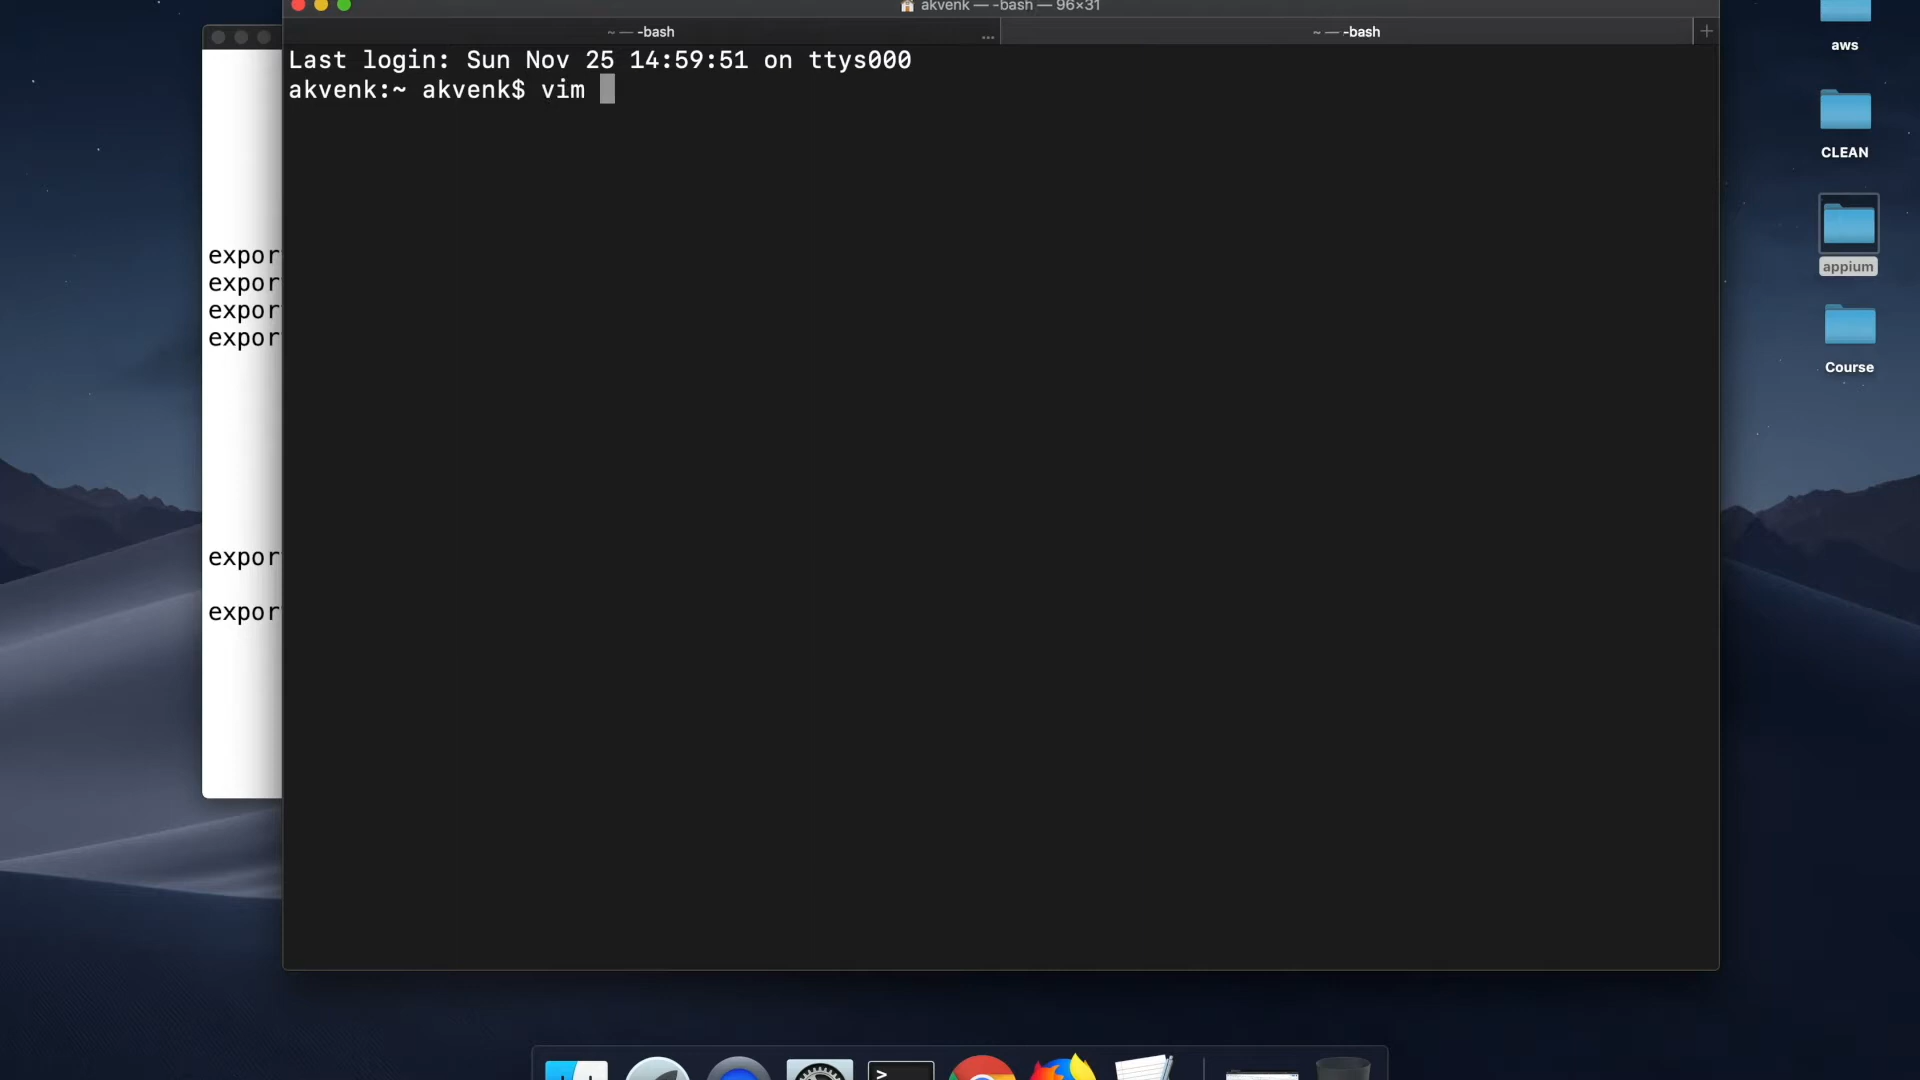 akvenk — -bash — 96×31
~ — -bash
...
~ — -bash
+
Last login: Sun Nov 25 14:59:51 on ttys000
akvenk:~ akvenk$ vim
expor
expor
expor
expor
expor
expor
aws
CLEAN
appium
Course
>